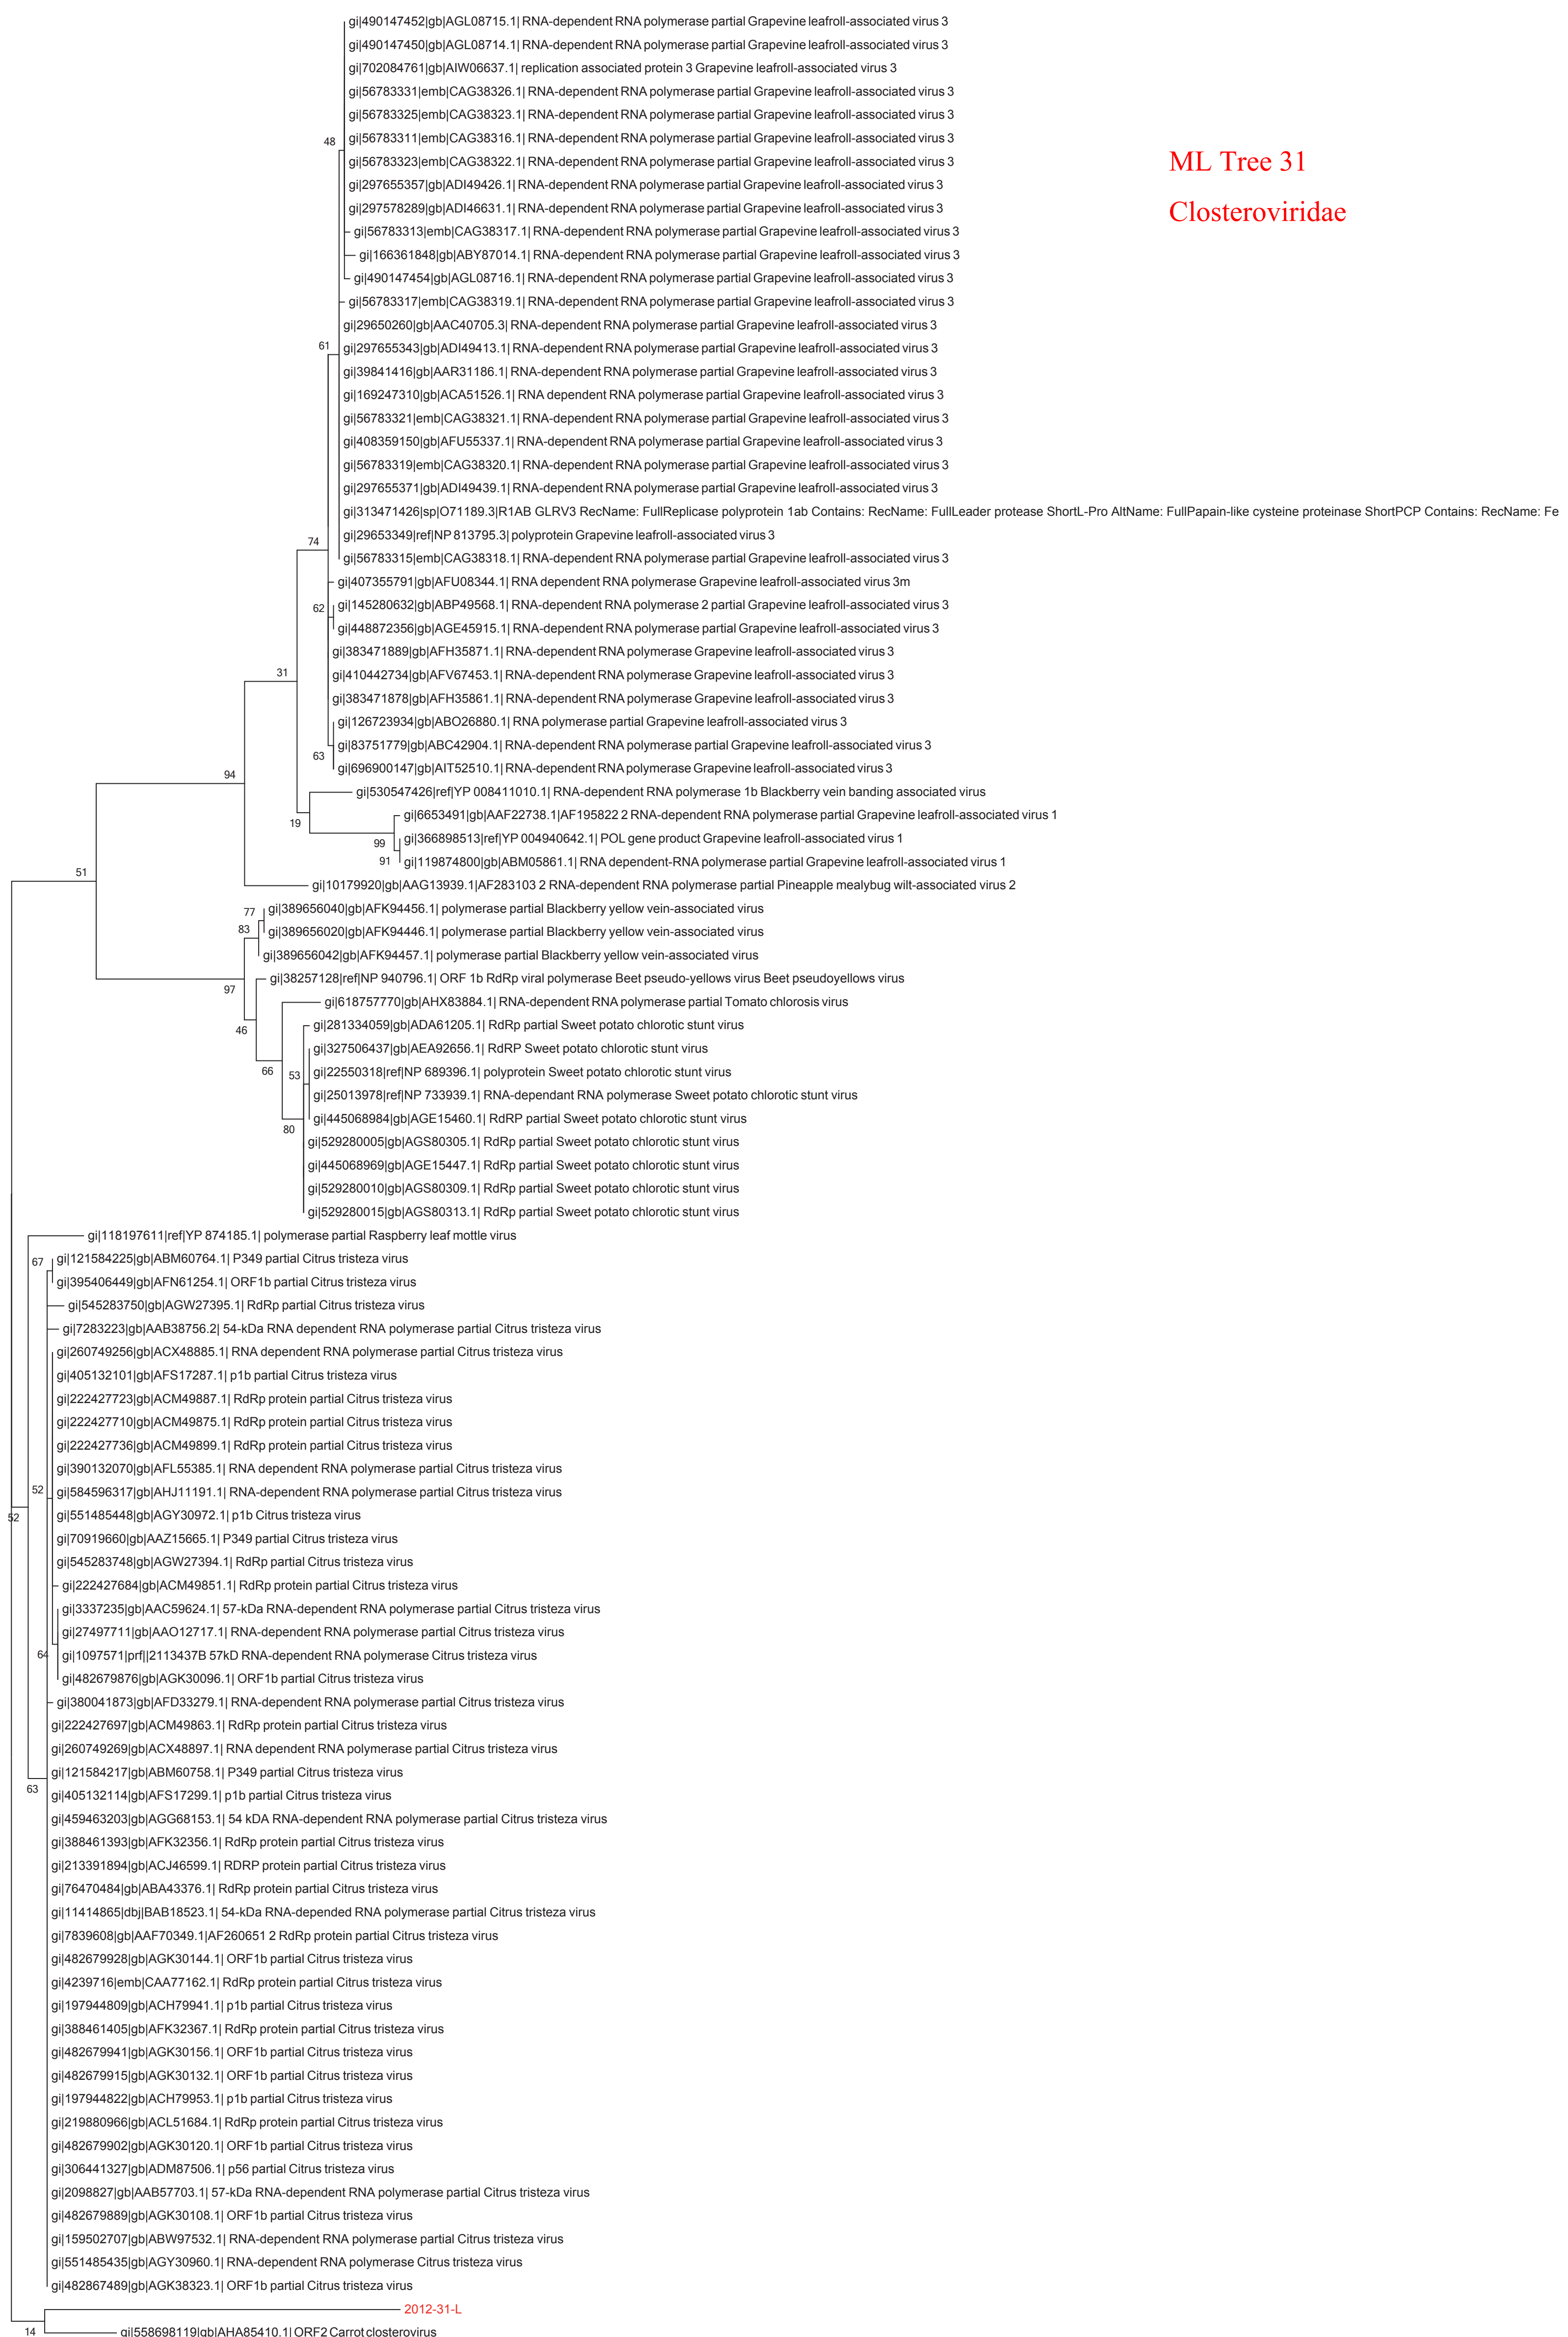 gi|490147452|gb|AGL08715.1| RNA-dependent RNA polymerase partial Grapevine leafroll-associated virus 3
gi|490147450|gb|AGL08714.1| RNA-dependent RNA polymerase partial Grapevine leafroll-associated virus 3
gi|702084761|gb|AIW06637.1| replication associated protein 3 Grapevine leafroll-associated virus 3
gi|56783331|emb|CAG38326.1| RNA-dependent RNA polymerase partial Grapevine leafroll-associated virus 3
gi|56783325|emb|CAG38323.1| RNA-dependent RNA polymerase partial Grapevine leafroll-associated virus 3
gi|56783311|emb|CAG38316.1| RNA-dependent RNA polymerase partial Grapevine leafroll-associated virus 3
48
gi|56783323|emb|CAG38322.1| RNA-dependent RNA polymerase partial Grapevine leafroll-associated virus 3
ML Tree 31
gi|297655357|gb|ADI49426.1| RNA-dependent RNA polymerase partial Grapevine leafroll-associated virus 3
gi|297578289|gb|ADI46631.1| RNA-dependent RNA polymerase partial Grapevine leafroll-associated virus 3
Closteroviridae
gi|56783313|emb|CAG38317.1| RNA-dependent RNA polymerase partial Grapevine leafroll-associated virus 3
gi|166361848|gb|ABY87014.1| RNA-dependent RNA polymerase partial Grapevine leafroll-associated virus 3
gi|490147454|gb|AGL08716.1| RNA-dependent RNA polymerase partial Grapevine leafroll-associated virus 3
gi|56783317|emb|CAG38319.1| RNA-dependent RNA polymerase partial Grapevine leafroll-associated virus 3
gi|29650260|gb|AAC40705.3| RNA-dependent RNA polymerase partial Grapevine leafroll-associated virus 3
61
gi|297655343|gb|ADI49413.1| RNA-dependent RNA polymerase partial Grapevine leafroll-associated virus 3
gi|39841416|gb|AAR31186.1| RNA-dependent RNA polymerase partial Grapevine leafroll-associated virus 3
gi|169247310|gb|ACA51526.1| RNA dependent RNA polymerase partial Grapevine leafroll-associated virus 3
gi|56783321|emb|CAG38321.1| RNA-dependent RNA polymerase partial Grapevine leafroll-associated virus 3
gi|408359150|gb|AFU55337.1| RNA-dependent RNA polymerase partial Grapevine leafroll-associated virus 3
gi|56783319|emb|CAG38320.1| RNA-dependent RNA polymerase partial Grapevine leafroll-associated virus 3
gi|297655371|gb|ADI49439.1| RNA-dependent RNA polymerase partial Grapevine leafroll-associated virus 3
gi|313471426|sp|O71189.3|R1AB GLRV3 RecName: FullReplicase polyprotein 1ab Contains: RecName: FullLeader protease ShortL-Pro AltName: FullPapain-like cysteine proteinase ShortPCP Contains: RecName: Fe
gi|29653349|ref|NP 813795.3| polyprotein Grapevine leafroll-associated virus 3
74
gi|56783315|emb|CAG38318.1| RNA-dependent RNA polymerase partial Grapevine leafroll-associated virus 3
gi|407355791|gb|AFU08344.1| RNA dependent RNA polymerase Grapevine leafroll-associated virus 3m
62
gi|145280632|gb|ABP49568.1| RNA-dependent RNA polymerase 2 partial Grapevine leafroll-associated virus 3
gi|448872356|gb|AGE45915.1| RNA-dependent RNA polymerase partial Grapevine leafroll-associated virus 3
gi|383471889|gb|AFH35871.1| RNA-dependent RNA polymerase Grapevine leafroll-associated virus 3
31
gi|410442734|gb|AFV67453.1| RNA-dependent RNA polymerase Grapevine leafroll-associated virus 3
gi|383471878|gb|AFH35861.1| RNA-dependent RNA polymerase Grapevine leafroll-associated virus 3
gi|126723934|gb|ABO26880.1| RNA polymerase partial Grapevine leafroll-associated virus 3
gi|83751779|gb|ABC42904.1| RNA-dependent RNA polymerase partial Grapevine leafroll-associated virus 3
63
gi|696900147|gb|AIT52510.1| RNA-dependent RNA polymerase Grapevine leafroll-associated virus 3
94
gi|530547426|ref|YP 008411010.1| RNA-dependent RNA polymerase 1b Blackberry vein banding associated virus
gi|6653491|gb|AAF22738.1|AF195822 2 RNA-dependent RNA polymerase partial Grapevine leafroll-associated virus 1
19
gi|366898513|ref|YP 004940642.1| POL gene product Grapevine leafroll-associated virus 1
99
gi|119874800|gb|ABM05861.1| RNA dependent-RNA polymerase partial Grapevine leafroll-associated virus 1
91
51
gi|10179920|gb|AAG13939.1|AF283103 2 RNA-dependent RNA polymerase partial Pineapple mealybug wilt-associated virus 2
77
gi|389656040|gb|AFK94456.1| polymerase partial Blackberry yellow vein-associated virus
83
gi|389656020|gb|AFK94446.1| polymerase partial Blackberry yellow vein-associated virus
gi|389656042|gb|AFK94457.1| polymerase partial Blackberry yellow vein-associated virus
gi|38257128|ref|NP 940796.1| ORF 1b RdRp viral polymerase Beet pseudo-yellows virus Beet pseudoyellows virus
97
gi|618757770|gb|AHX83884.1| RNA-dependent RNA polymerase partial Tomato chlorosis virus
gi|281334059|gb|ADA61205.1| RdRp partial Sweet potato chlorotic stunt virus
46
gi|327506437|gb|AEA92656.1| RdRP Sweet potato chlorotic stunt virus
gi|22550318|ref|NP 689396.1| polyprotein Sweet potato chlorotic stunt virus
66
53
gi|25013978|ref|NP 733939.1| RNA-dependant RNA polymerase Sweet potato chlorotic stunt virus
gi|445068984|gb|AGE15460.1| RdRP partial Sweet potato chlorotic stunt virus
80
gi|529280005|gb|AGS80305.1| RdRp partial Sweet potato chlorotic stunt virus
gi|445068969|gb|AGE15447.1| RdRp partial Sweet potato chlorotic stunt virus
gi|529280010|gb|AGS80309.1| RdRp partial Sweet potato chlorotic stunt virus
gi|529280015|gb|AGS80313.1| RdRp partial Sweet potato chlorotic stunt virus
gi|118197611|ref|YP 874185.1| polymerase partial Raspberry leaf mottle virus
67
gi|121584225|gb|ABM60764.1| P349 partial Citrus tristeza virus
gi|395406449|gb|AFN61254.1| ORF1b partial Citrus tristeza virus
gi|545283750|gb|AGW27395.1| RdRp partial Citrus tristeza virus
gi|7283223|gb|AAB38756.2| 54-kDa RNA dependent RNA polymerase partial Citrus tristeza virus
gi|260749256|gb|ACX48885.1| RNA dependent RNA polymerase partial Citrus tristeza virus
gi|405132101|gb|AFS17287.1| p1b partial Citrus tristeza virus
gi|222427723|gb|ACM49887.1| RdRp protein partial Citrus tristeza virus
gi|222427710|gb|ACM49875.1| RdRp protein partial Citrus tristeza virus
gi|222427736|gb|ACM49899.1| RdRp protein partial Citrus tristeza virus
gi|390132070|gb|AFL55385.1| RNA dependent RNA polymerase partial Citrus tristeza virus
52
gi|584596317|gb|AHJ11191.1| RNA-dependent RNA polymerase partial Citrus tristeza virus
52
gi|551485448|gb|AGY30972.1| p1b Citrus tristeza virus
gi|70919660|gb|AAZ15665.1| P349 partial Citrus tristeza virus
gi|545283748|gb|AGW27394.1| RdRp partial Citrus tristeza virus
gi|222427684|gb|ACM49851.1| RdRp protein partial Citrus tristeza virus
gi|3337235|gb|AAC59624.1| 57-kDa RNA-dependent RNA polymerase partial Citrus tristeza virus
gi|27497711|gb|AAO12717.1| RNA-dependent RNA polymerase partial Citrus tristeza virus
64
gi|1097571|prf||2113437B 57kD RNA-dependent RNA polymerase Citrus tristeza virus
gi|482679876|gb|AGK30096.1| ORF1b partial Citrus tristeza virus
gi|380041873|gb|AFD33279.1| RNA-dependent RNA polymerase partial Citrus tristeza virus
gi|222427697|gb|ACM49863.1| RdRp protein partial Citrus tristeza virus
gi|260749269|gb|ACX48897.1| RNA dependent RNA polymerase partial Citrus tristeza virus
gi|121584217|gb|ABM60758.1| P349 partial Citrus tristeza virus
63
gi|405132114|gb|AFS17299.1| p1b partial Citrus tristeza virus
gi|459463203|gb|AGG68153.1| 54 kDA RNA-dependent RNA polymerase partial Citrus tristeza virus
gi|388461393|gb|AFK32356.1| RdRp protein partial Citrus tristeza virus
gi|213391894|gb|ACJ46599.1| RDRP protein partial Citrus tristeza virus
gi|76470484|gb|ABA43376.1| RdRp protein partial Citrus tristeza virus
gi|11414865|dbj|BAB18523.1| 54-kDa RNA-depended RNA polymerase partial Citrus tristeza virus
gi|7839608|gb|AAF70349.1|AF260651 2 RdRp protein partial Citrus tristeza virus
gi|482679928|gb|AGK30144.1| ORF1b partial Citrus tristeza virus
gi|4239716|emb|CAA77162.1| RdRp protein partial Citrus tristeza virus
gi|197944809|gb|ACH79941.1| p1b partial Citrus tristeza virus
gi|388461405|gb|AFK32367.1| RdRp protein partial Citrus tristeza virus
gi|482679941|gb|AGK30156.1| ORF1b partial Citrus tristeza virus
gi|482679915|gb|AGK30132.1| ORF1b partial Citrus tristeza virus
gi|197944822|gb|ACH79953.1| p1b partial Citrus tristeza virus
gi|219880966|gb|ACL51684.1| RdRp protein partial Citrus tristeza virus
gi|482679902|gb|AGK30120.1| ORF1b partial Citrus tristeza virus
gi|306441327|gb|ADM87506.1| p56 partial Citrus tristeza virus
gi|2098827|gb|AAB57703.1| 57-kDa RNA-dependent RNA polymerase partial Citrus tristeza virus
gi|482679889|gb|AGK30108.1| ORF1b partial Citrus tristeza virus
gi|159502707|gb|ABW97532.1| RNA-dependent RNA polymerase partial Citrus tristeza virus
gi|551485435|gb|AGY30960.1| RNA-dependent RNA polymerase Citrus tristeza virus
gi|482867489|gb|AGK38323.1| ORF1b partial Citrus tristeza virus
2012-31-L
14
gi|558698119|gb|AHA85410.1| ORF2 Carrot closterovirus